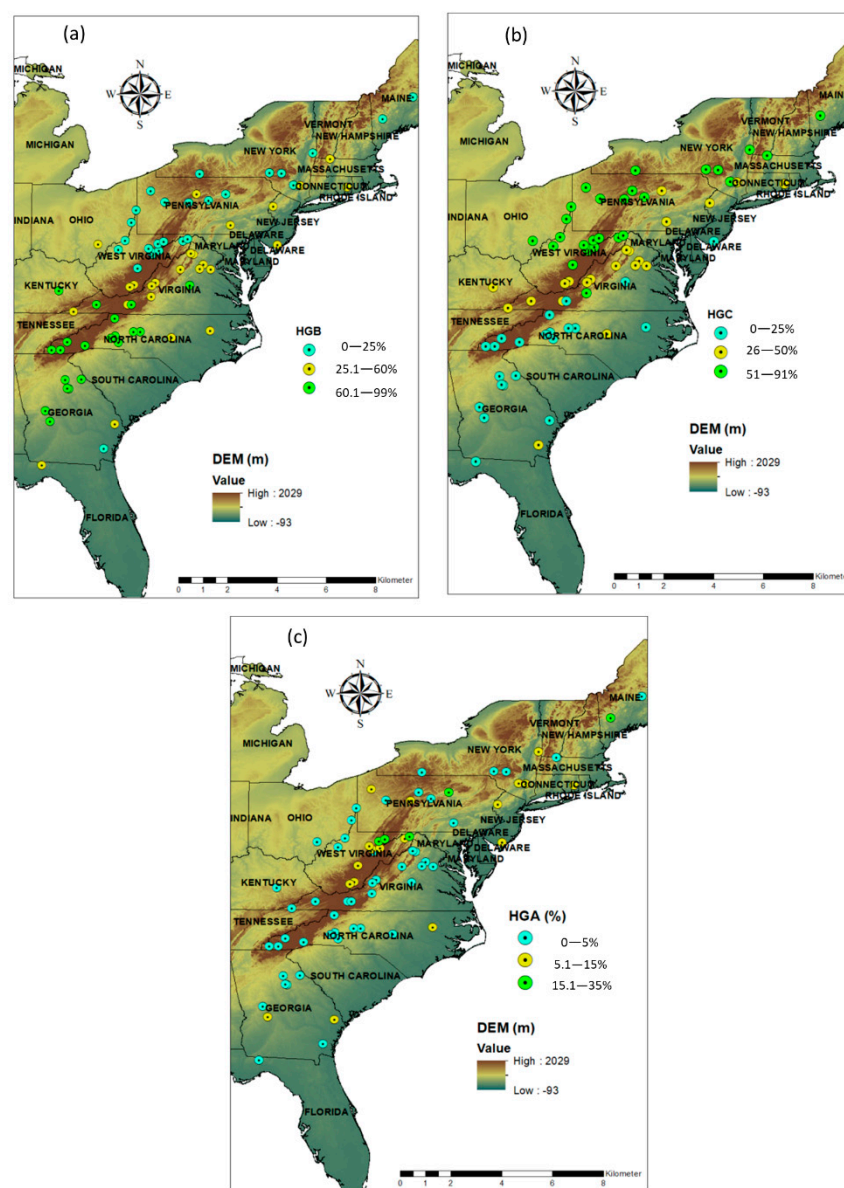 (a)
N
W E
S
MICHIGAN
MAINE
VERMONT
NEW HAMPSHIRE
MICHIGAN
NEW YORK
MASSACHUSETTS
CONNECTICUT
RHODE ISLAND
PENNSYLVANIA
INDIANA
OHIO
NEW JERSEY
DELAWARE
MARYLAND
DELAWARE
WEST VIRGINIA
MARYLAND
KENTUCKY
VIRGINIA
TENNESSEE
NORTH CAROLINA
SOUTH CAROLINA
GEORGIA
FLORIDA
HGB
0—25%
25.1—60%
60.1—99%
DEM (m)
Value
High : 2029
Low : -93
0 1 2 4 6 8
Kilometer
(b)
N
W E
S
MICHIGAN
MAINE
VERMONT
NEW HAMPSHIRE
MICHIGAN
NEW YORK
MASSACHUSETTS
CONNECTICUT
RHODE ISLAND
PENNSYLVANIA
INDIANA
OHIO
NEW JERSEY
MARYLAND
DELAWARE
DELAWARE
WEST VIRGINIA
MARYLAND
KENTUCKY
VIRGINIA
TENNESSEE
NORTH CAROLINA
SOUTH CAROLINA
GEORGIA
FLORIDA
HGC
0—25%
26—50%
51—91%
DEM (m)
Value
High : 2029
Low : -93
0 1 2 4 6 8
Kilometer
(c)
N
W E
S
MICHIGAN
MAINE
VERMONT
NEW HAMPSHIRE
MICHIGAN
NEW YORK
MASSACHUSETTS
CONNECTICUT
RHODE ISLAND
PENNSYLVANIA
INDIANA
OHIO
NEW JERSEY
DELAWARE
MARYLAND
DELAWARE
WEST VIRGINIA
MARYLAND
KENTUCKY
VIRGINIA
TENNESSEE
NORTH CAROLINA
SOUTH CAROLINA
GEORGIA
FLORIDA
HGA (%)
0—5%
5.1—15%
15.1—35%
DEM (m)
Value
High : 2029
Low : -93
0 1 2 4 6 8
Kilometer